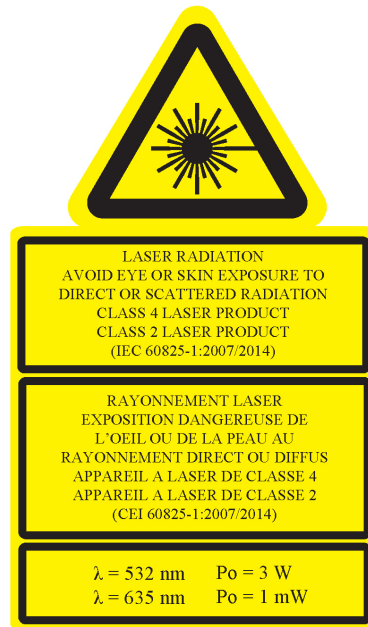 LASER RADIATION
AVOID EYE OR SKIN EXPOSURE TO
DIRECT OR SCATTERED RADIATION
CLASS 4 LASER PRODUCT
CLASS 2 LASER PRODUCT
(IEC 60825-1:2007/2014)
RAYONNEMENT LASER
EXPOSITION DANGEREUSE DE
L'OEIL OU DE LA PEAU AU
RAYONNEMENT DIRECT OU DIFFUS
APPAREIL A LASER DE CLASSE 4
APPAREIL A LASER DE CLASSE 2
(CEI 60825-1:2007/2014)
λ = 532 nm Po = 3 W
λ = 635 nm Po = 1 mW